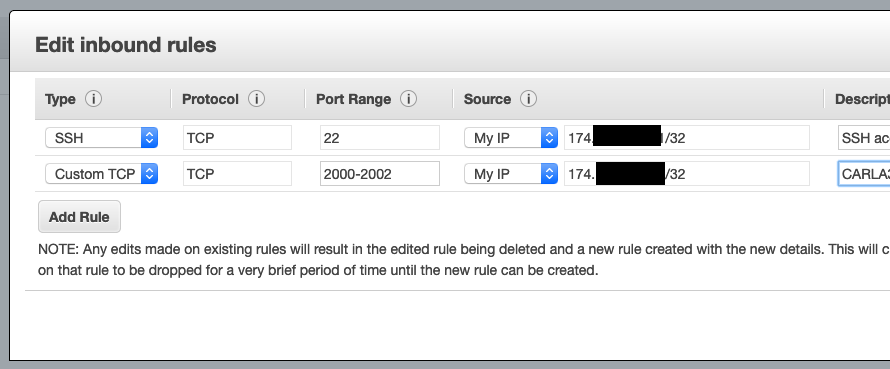 Edit inbound rules
Type i Protocol i Port Range i Source i Descript
SSH TCP 22 My IP 174. /32 SSH ac
Custom TCP TCP 2000-2002 My IP 174. /32 CARLA
Add Rule
NOTE: Any edits made on existing rules will result in the edited rule being deleted and a new rule created with the new details. This will c
on that rule to be dropped for a very brief period of time until the new rule can be created.